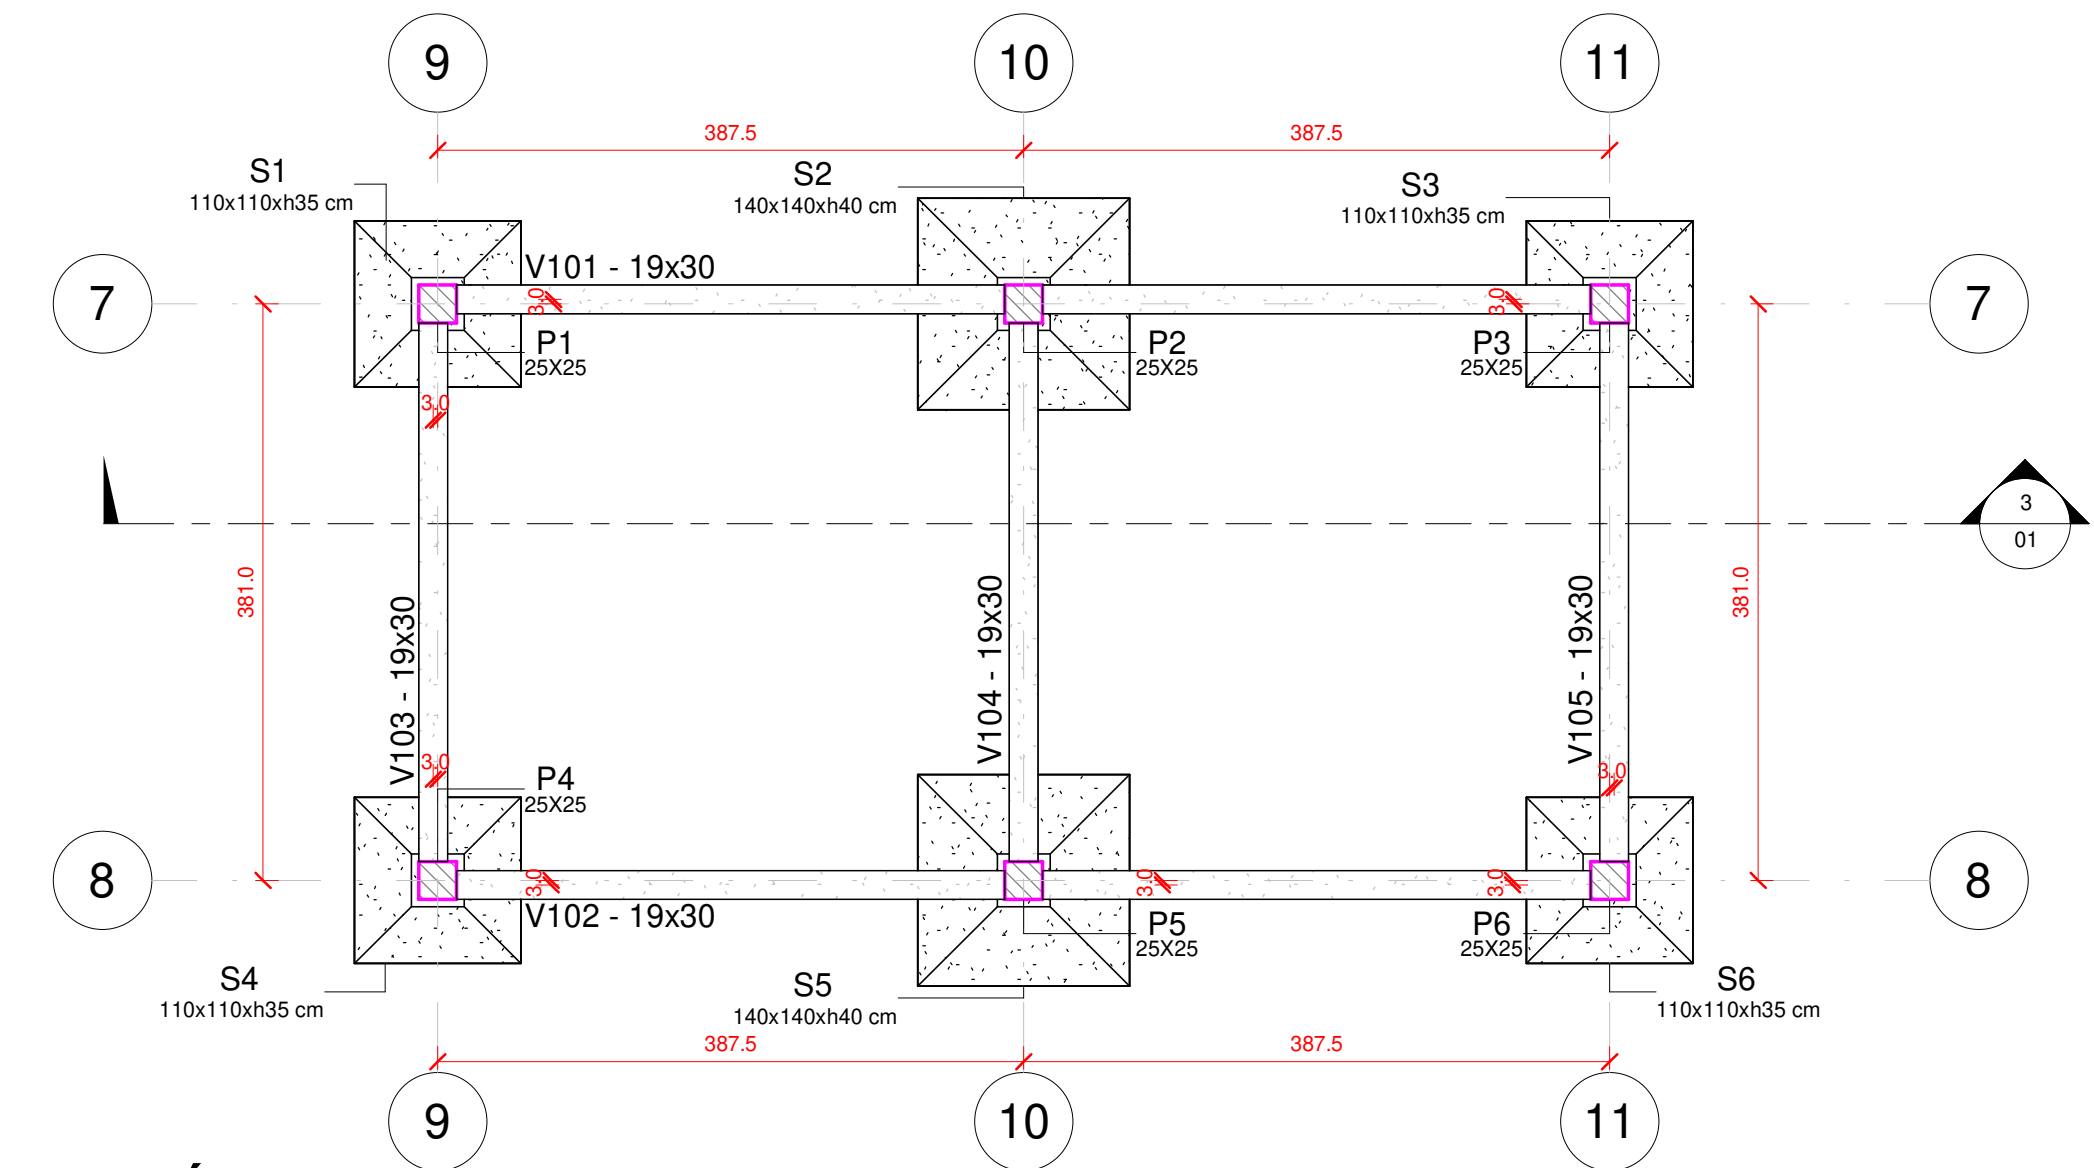 9
10
11
387.5
387.5
S1
110x110xh35 cm
S2
140x140xh40 cm
S3
110x110xh35 cm
7
V101 - 19x30
3.0
3.0
7
P1
25X25
P2
25X25
P3
25X25
3.0
3
01
381.0
V103 - 19x30
V104 - 19x30
V105 - 19x30
381.0
3.0
3.0
P4
25X25
8
3.0
3.0
3.0
8
V102 - 19x30
P5
25X25
P6
25X25
S4
110x110xh35 cm
S5
140x140xh40 cm
S6
110x110xh35 cm
387.5
387.5
9
10
11